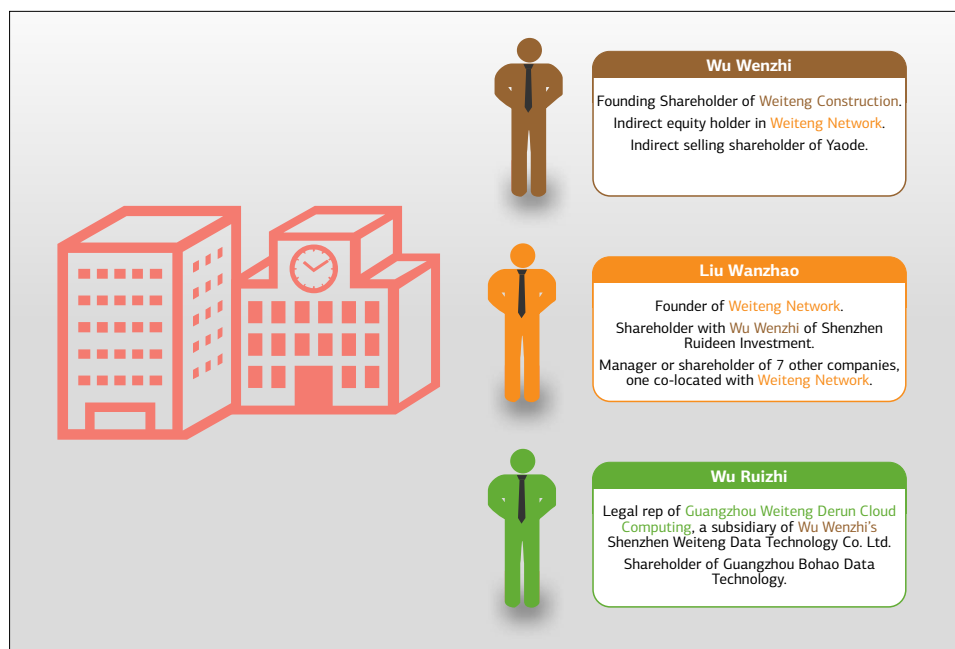 Wu Wenzhi
Founding Shareholder of Weiteng Construction.
Indirect equity holder in Weiteng Network.
Indirect selling shareholder of Yaode.
Liu Wanzhao
Founder of Weiteng Network.
Shareholder with Wu Wenzhi of Shenzhen
Ruideen Investment.
Manager or shareholder of 7 other companies,
one co-located with Weiteng Network.
Wu Ruizhi
Legal rep of Guangzhou Weiteng Derun Cloud
Computing, a subsidiary of Wu Wenzhi's
Shenzhen Weiteng Data Technology Co. Ltd.
Shareholder of Guangzhou Bohao Data
Technology.